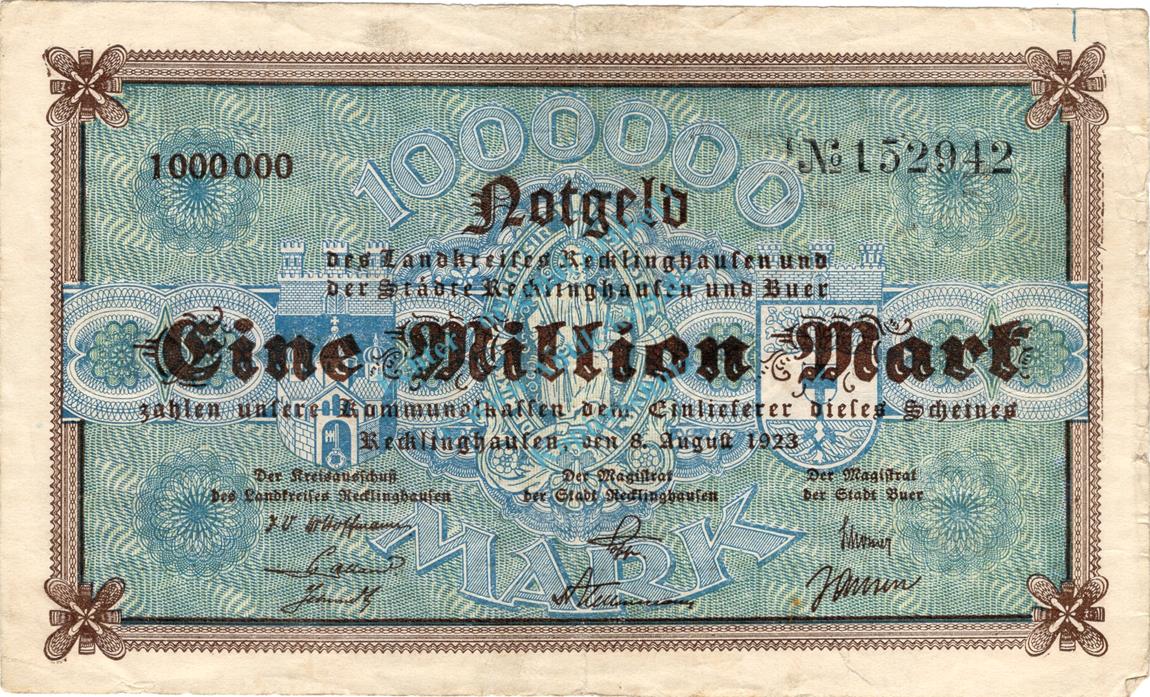 1000000
1000000
№ 152942
Notgeld
des Landkreises Recklinghausen und
der Städte Recklinghausen und Buer
Eine Million Mark
zahlen unsere Kommunalkassen dem Einlieferer dieses Scheines
Recklinghausen, den 8. August 1923
Der Kreisausschuß
des Landkreises Recklinghausen
Der Magistrat
der Stadt Recklinghausen
Der Magistrat
der Stadt Buer
J V Hoffmann
Jansen
MARK